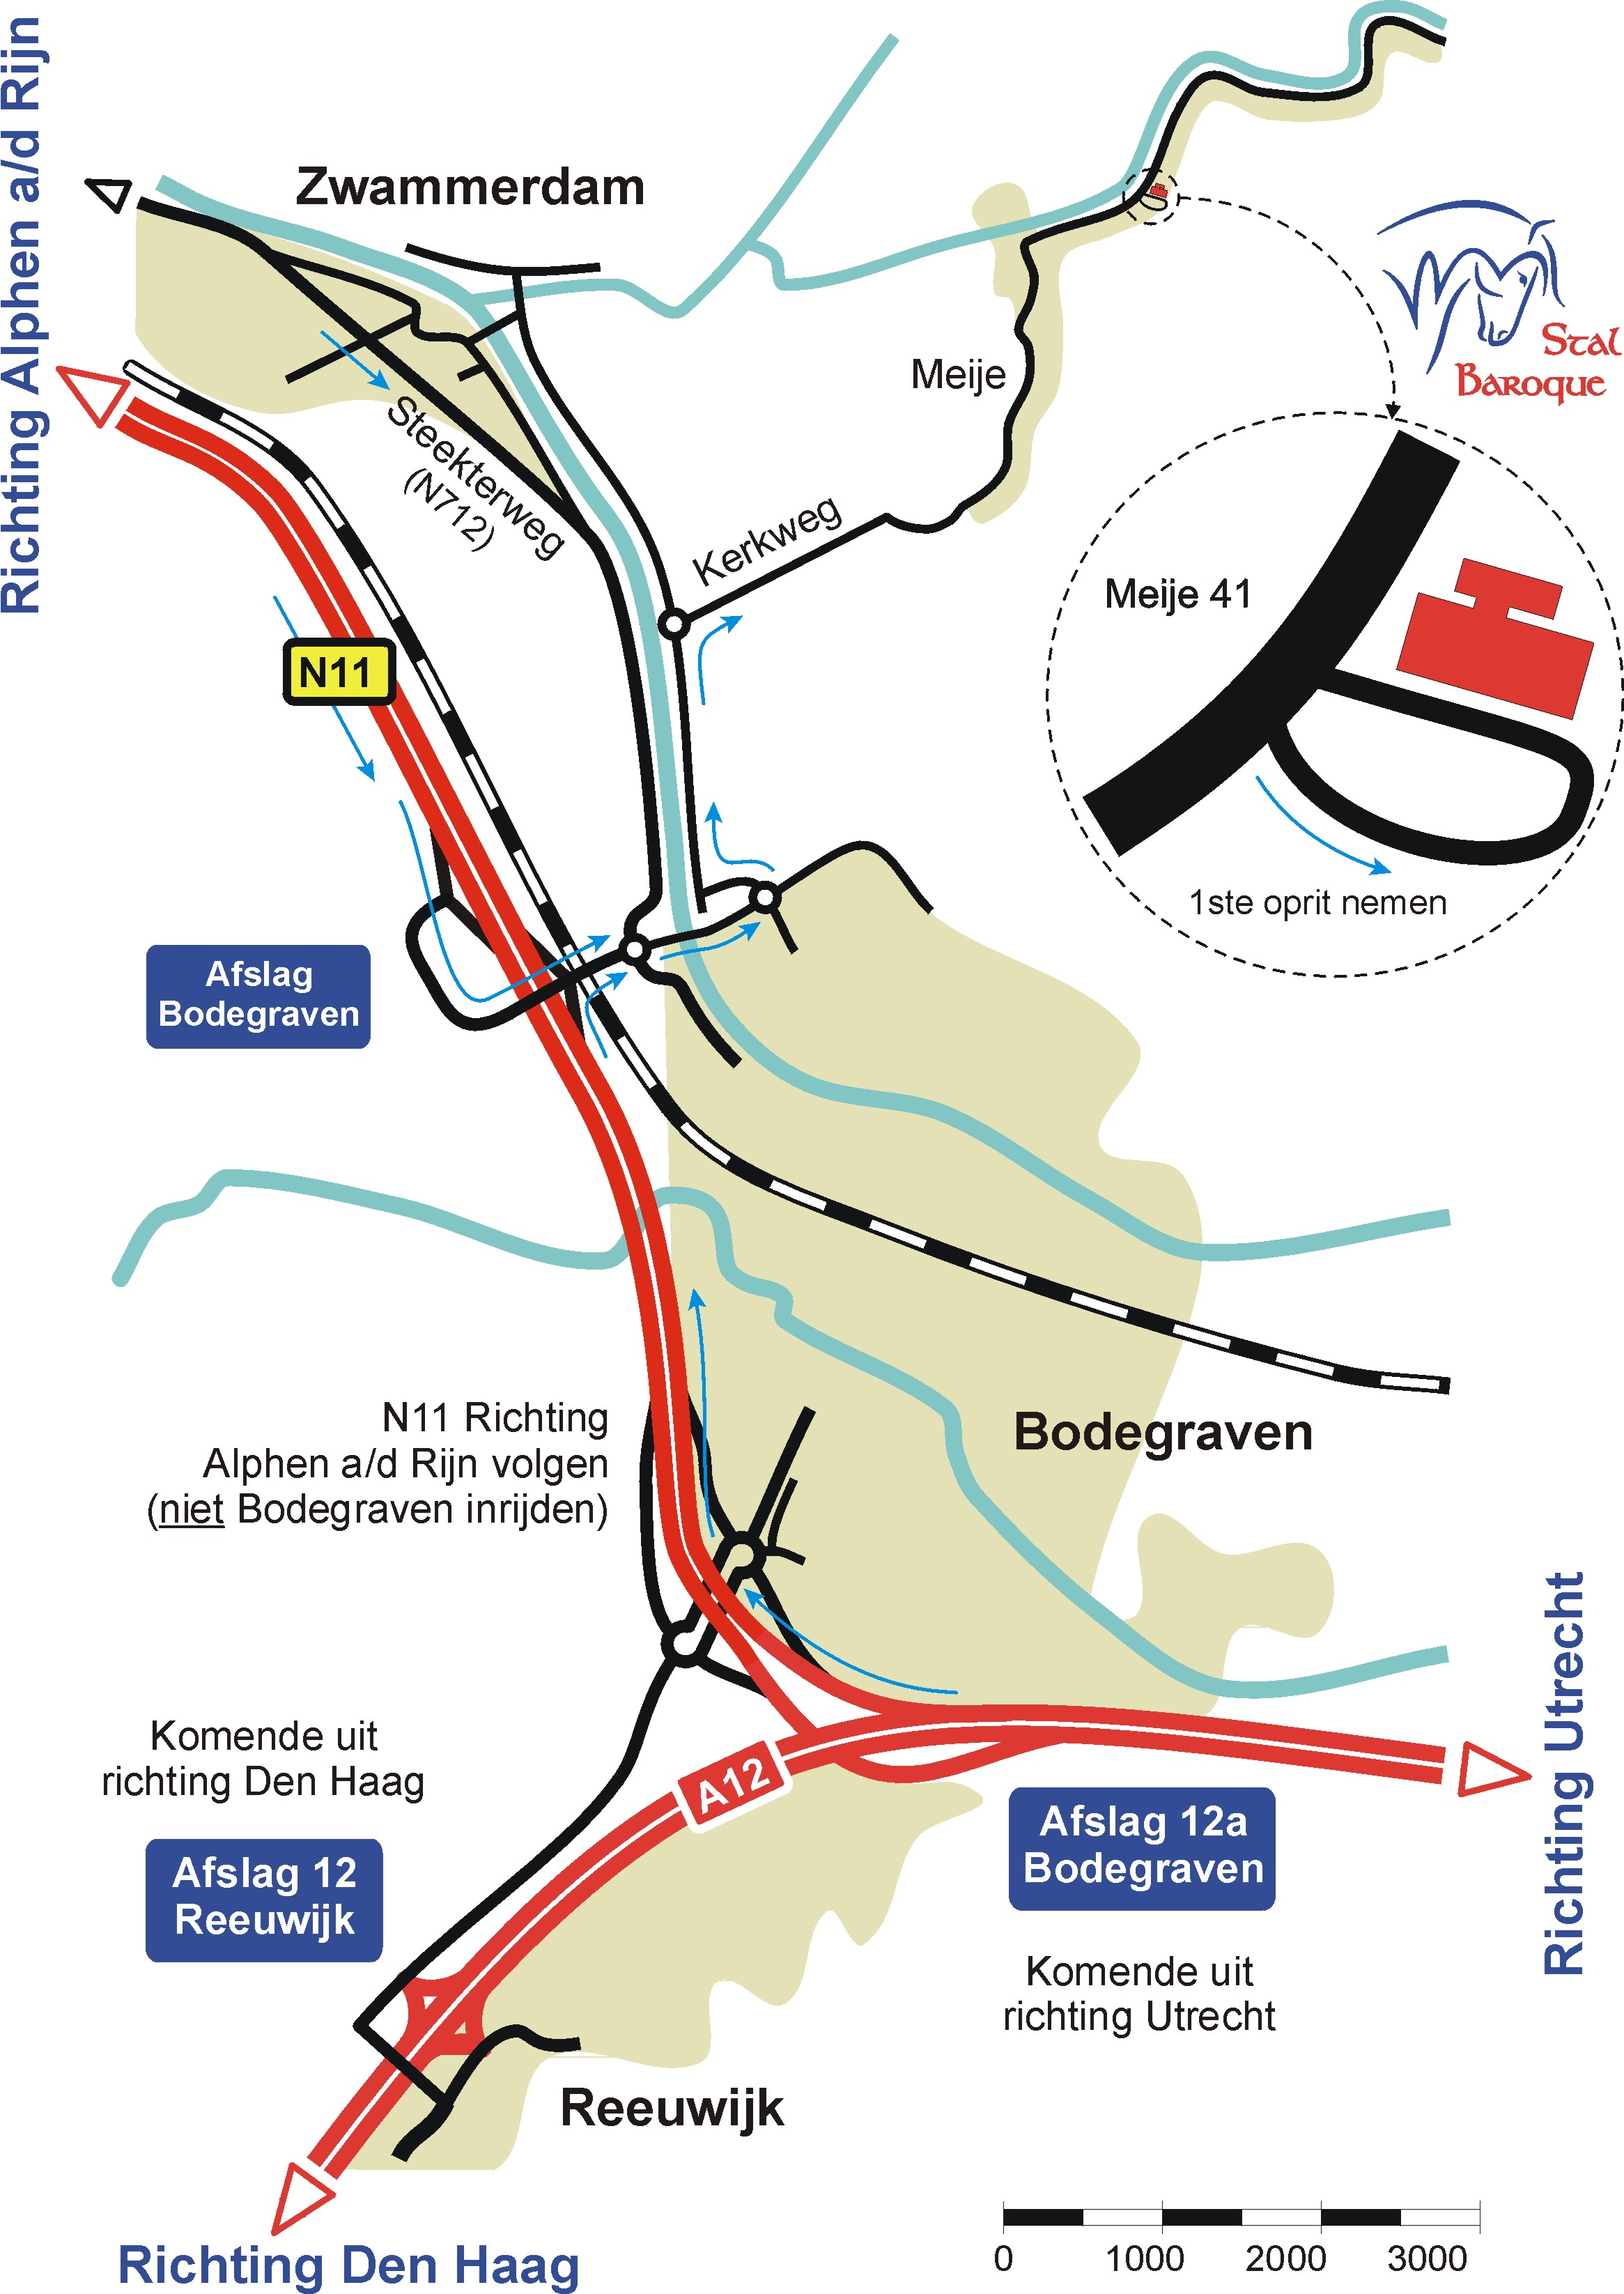 Richting Alphen a/d Rijn
Zwammerdam
Stal
Baroque
Meije
Steekterweg
(N712)
Kerkweg
Meije 41
N11
1ste oprit nemen
Afslag
Bodegraven
N11 Richting
Alphen a/d Rijn volgen
(niet Bodegraven inrijden)
Bodegraven
Richting Utrecht
Komende uit
richting Den Haag
A12
Afslag 12a
Bodegraven
Afslag 12
Reeuwijk
Komende uit
richting Utrecht
Reeuwijk
Richting Den Haag
0 1000 2000 3000